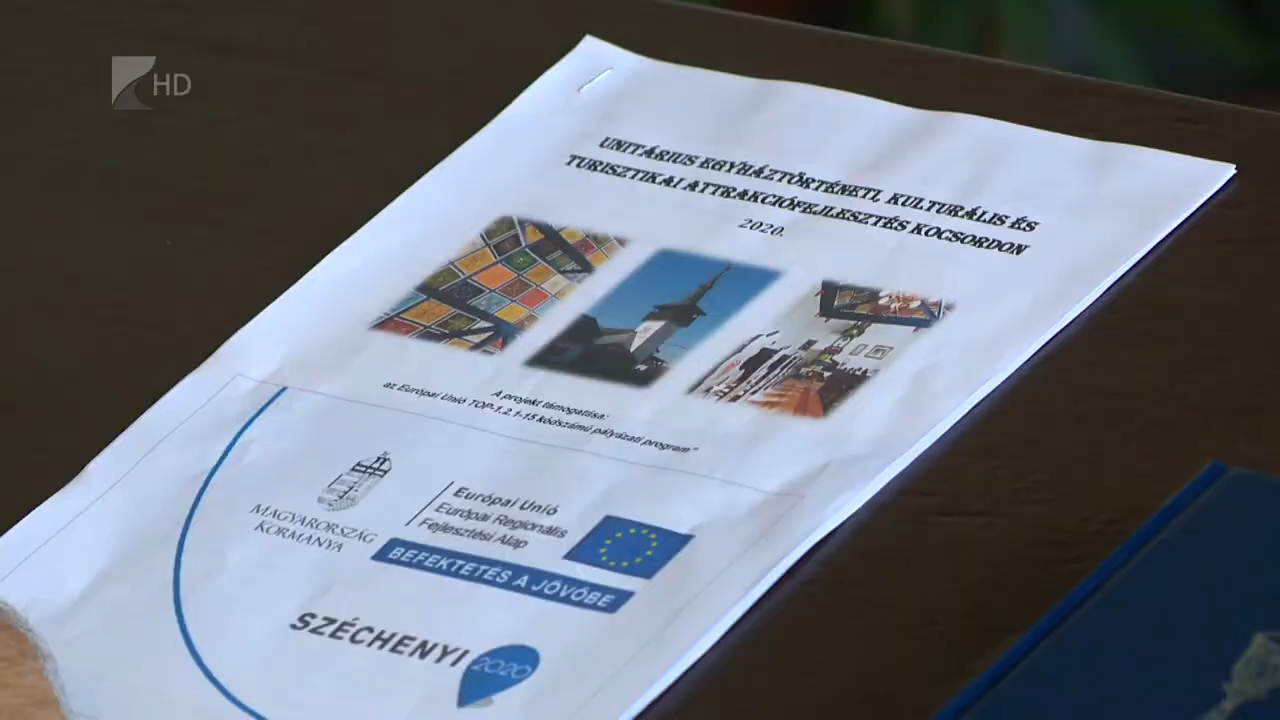 HD
UNITÁRIUS EGYHÁZTÖRTÉNETI, KULTURÁLIS ÉS
TURISZTIKAI ATTRAKCIÓFEJLESZTÉS KOCSORDON
2020.
A projekt támogatása:
az Európai Unió TOP-1.2.1-15 kódszámú pályázati program"
MAGYARORSZÁG
KORMÁNYA
Európai Unió
Európai Regionális
Fejlesztési Alap
BEFEKTETÉS A JÖVŐBE
SZÉCHENYI 2020